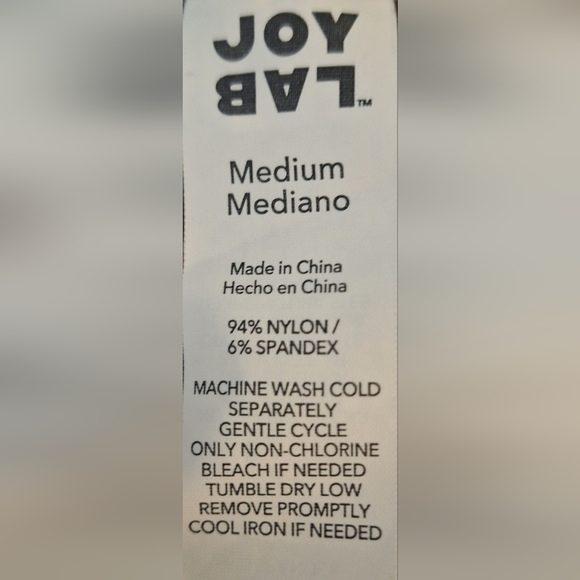 JOY
LAB™
Medium
Mediano
Made in China
Hecho en China
94% NYLON /
6% SPANDEX
MACHINE WASH COLD
SEPARATELY
GENTLE CYCLE
ONLY NON-CHLORINE
BLEACH IF NEEDED
TUMBLE DRY LOW
REMOVE PROMPTLY
COOL IRON IF NEEDED